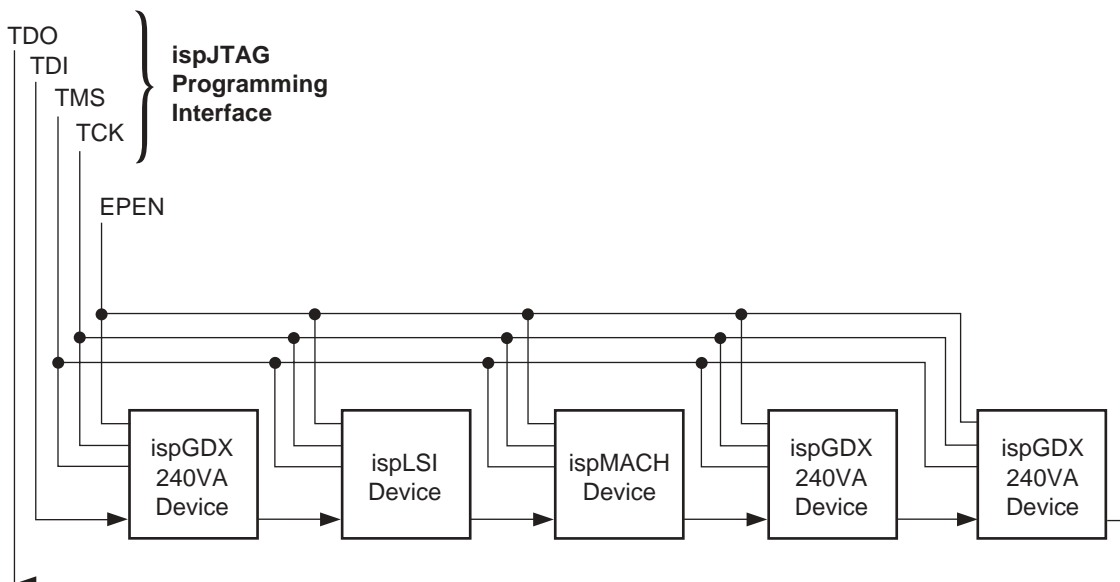 TDO
TDI
TMS
TCK
ispJTAG
Programming
Interface
EPEN
ispGDX
240VA
Device
ispLSI
Device
ispMACH
Device
ispGDX
240VA
Device
ispGDX
240VA
Device